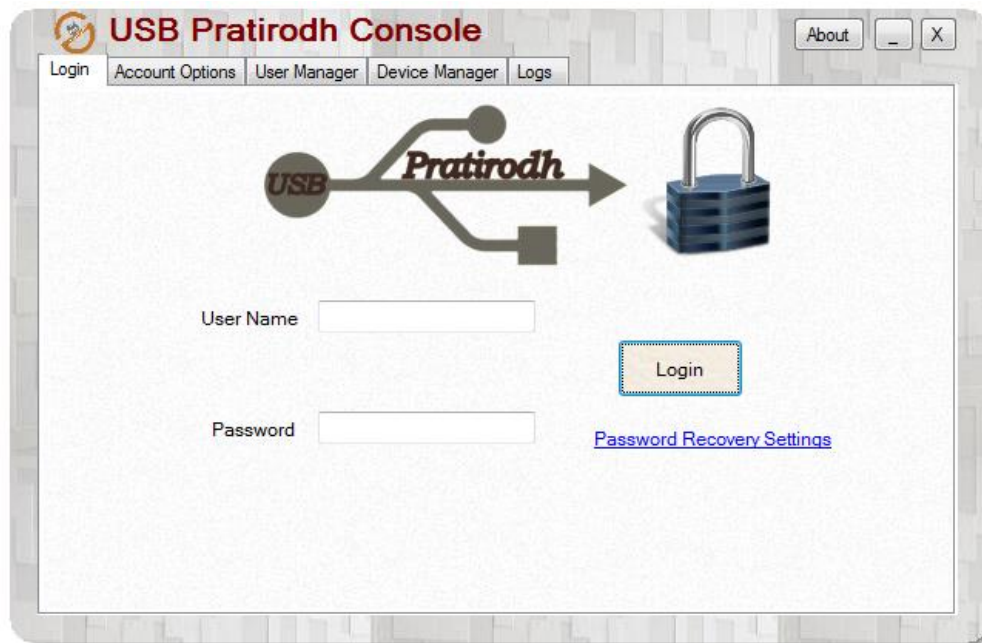 USB Pratirodh Console
About _ X
Login Account Options User Manager Device Manager Logs
USB Pratirodh
User Name
Login
Password
Password Recovery Settings